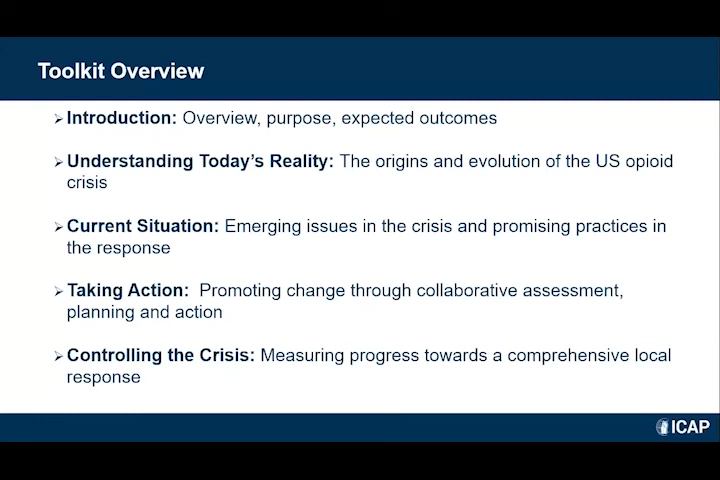 Toolkit Overview
➢Introduction: Overview, purpose, expected outcomes
➢Understanding Today's Reality: The origins and evolution of the US opioid
crisis
➢Current Situation: Emerging issues in the crisis and promising practices in
the response
➢Taking Action: Promoting change through collaborative assessment,
planning and action
➢Controlling the Crisis: Measuring progress towards a comprehensive local
response
ICAP